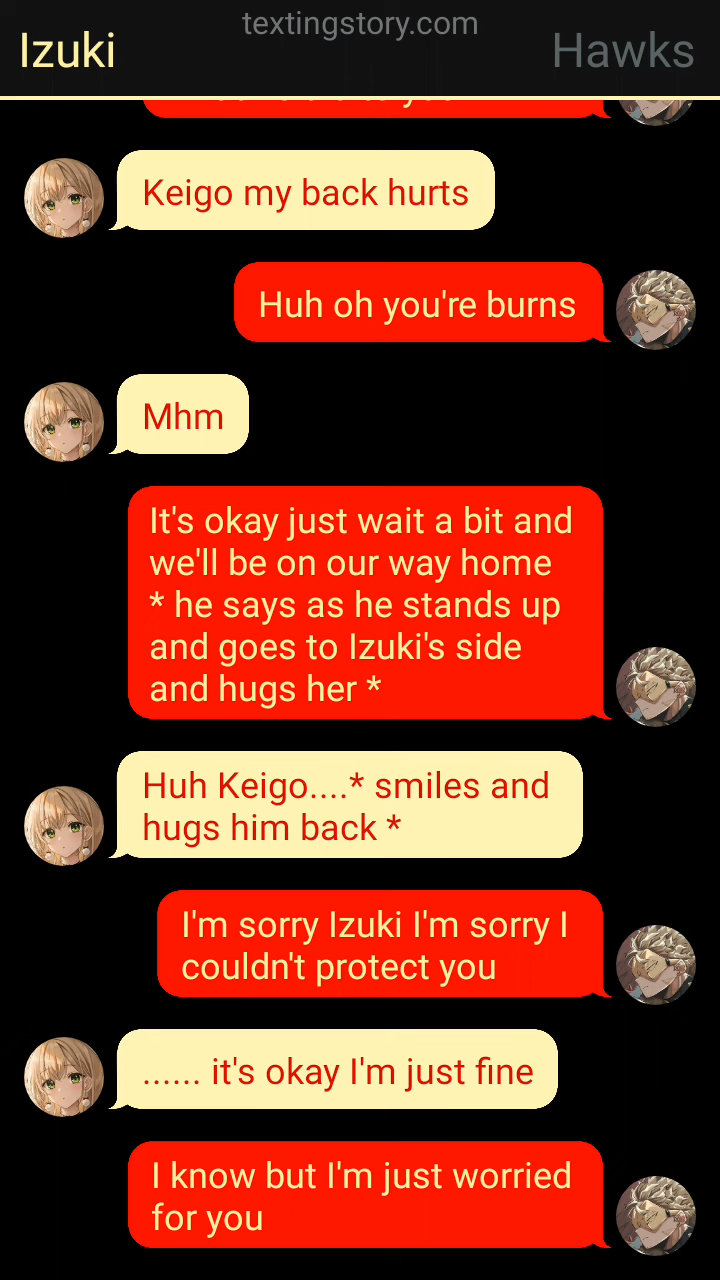 textingstory.com
Izuki
Hawks
Keigo my back hurts
Huh oh you're burns
Mhm
It's okay just wait a bit and
we'll be on our way home
* he says as he stands up
and goes to Izuki's side
and hugs her *
Huh Keigo....* smiles and
hugs him back *
I'm sorry Izuki I'm sorry I
couldn't protect you
...... it's okay I'm just fine
I know but I'm just worried
for you